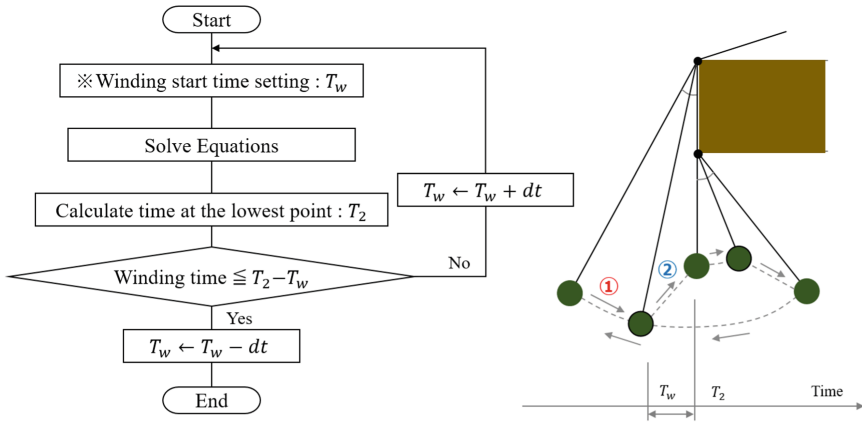 Start
※Winding start time setting : T_w
Solve Equations
Calculate time at the lowest point : T_2
T_w ← T_w + dt
Winding time ≦ T_2−T_w
No
Yes
T_w ← T_w − dt
End
①
②
T_w
T_2
Time